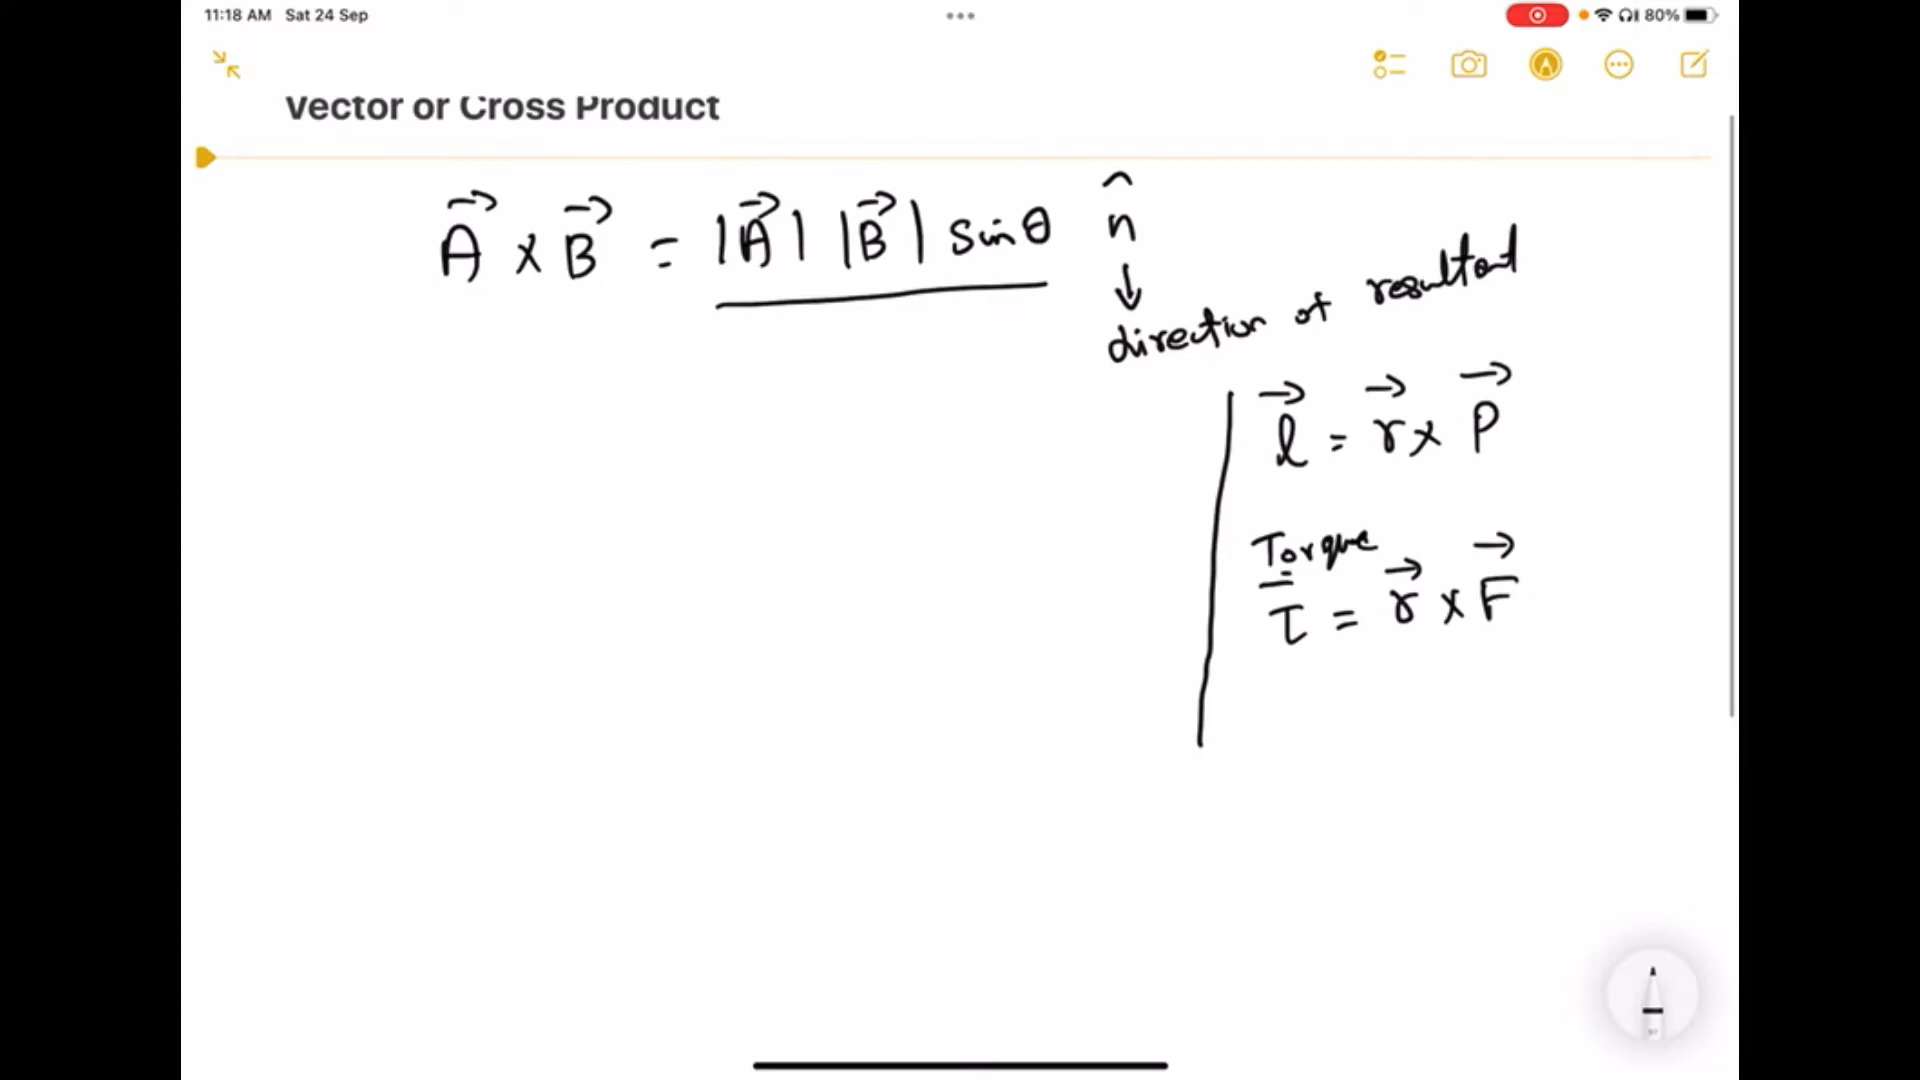 11:18 AM Sat 24 Sep
80%
Vector or Cross Product
A⃗ × B⃗ = |A⃗| |B⃗| sinθ n̂
↓
direction of resultant
l⃗ = r⃗ × P⃗
Torque
τ = r⃗ × F⃗